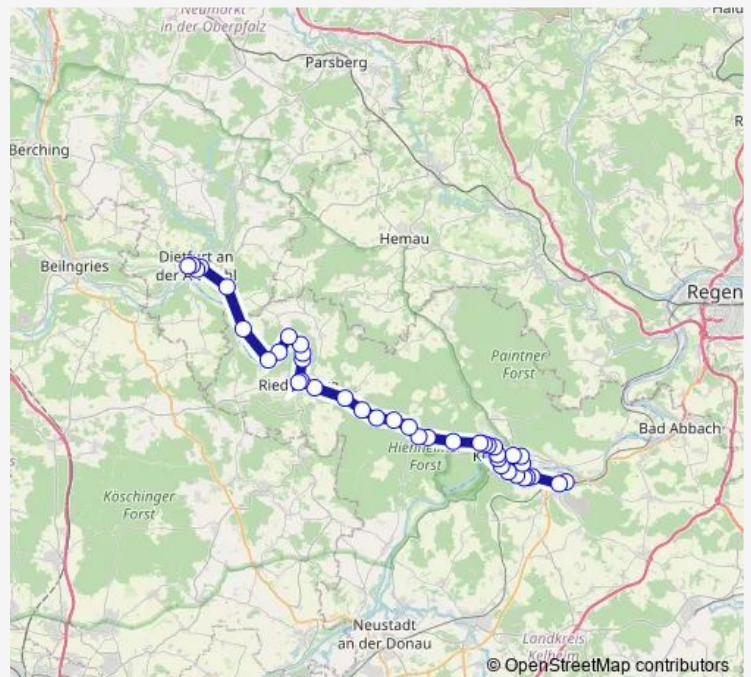 Neumarkt
in der Oberpfalz
Parsberg
Berching
Hemau
Dietfurt an
der
Beilngries
Regen
Paintner
Forst
Ried
Bad Abbach
Hienheimer
Forst
Köschinger
Forst
Neustadt
an der Donau
Landkreis
Kelheim
© OpenStreetMap contributors